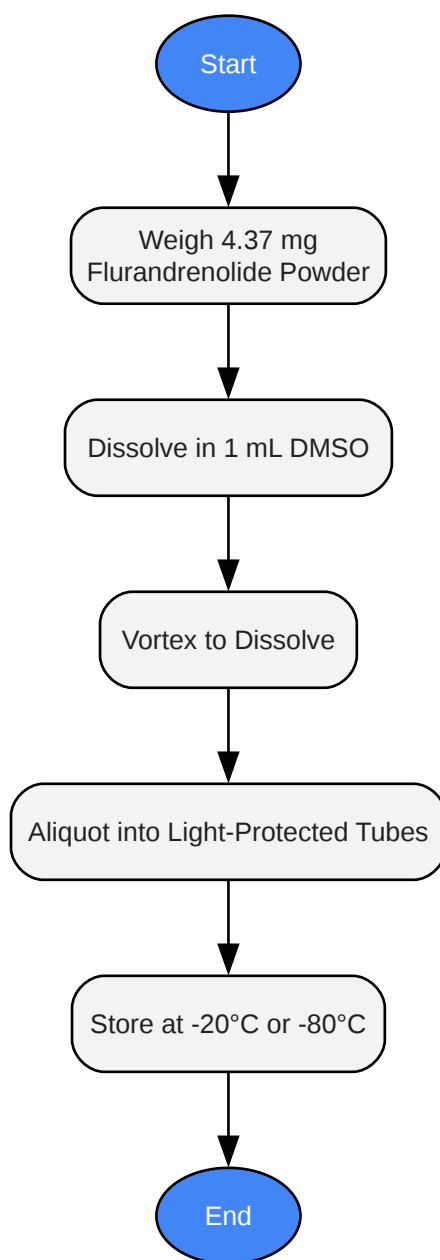 Start
Weigh 4.37 mg
Flurandrenolide Powder
Dissolve in 1 mL DMSO
Vortex to Dissolve
Aliquot into Light-Protected Tubes
Store at -20°C or -80°C
End